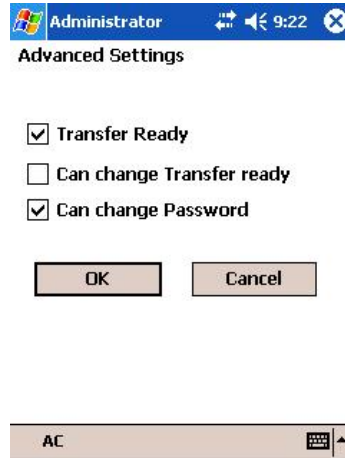 Administrator 9:22
Advanced Settings
Transfer Ready
Can change Transfer ready
Can change Password
OK Cancel
AC